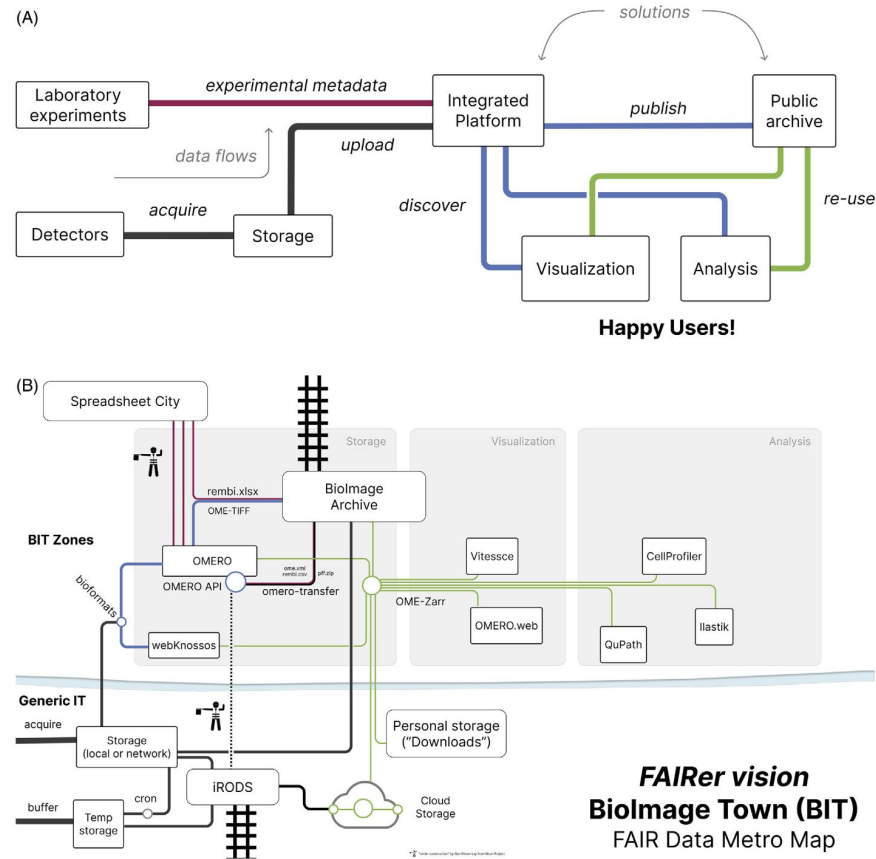 (A)
solutions
Laboratory
experiments
experimental metadata
Integrated
Platform
publish
Public
archive
data flows
upload
discover
re-use
acquire
Detectors
Storage
Visualization
Analysis
Happy Users!
(B)
Spreadsheet City
Storage
Visualization
Analysis
rembi.xlsx
OME-TIFF
BioImage
Archive
BIT Zones
OMERO
OMERO API
ome.xml
rembi.csv
pff.zip
omero-transfer
bioformats
webKnossos
OME-Zarr
Vitessce
OMERO.web
CellProfiler
QuPath
Ilastik
Generic IT
acquire
Storage
(local or network)
Personal storage
("Downloads")
buffer
cron
Temp
storage
iRODS
Cloud
Storage
FAIRer vision
BioImage Town (BIT)
FAIR Data Metro Map